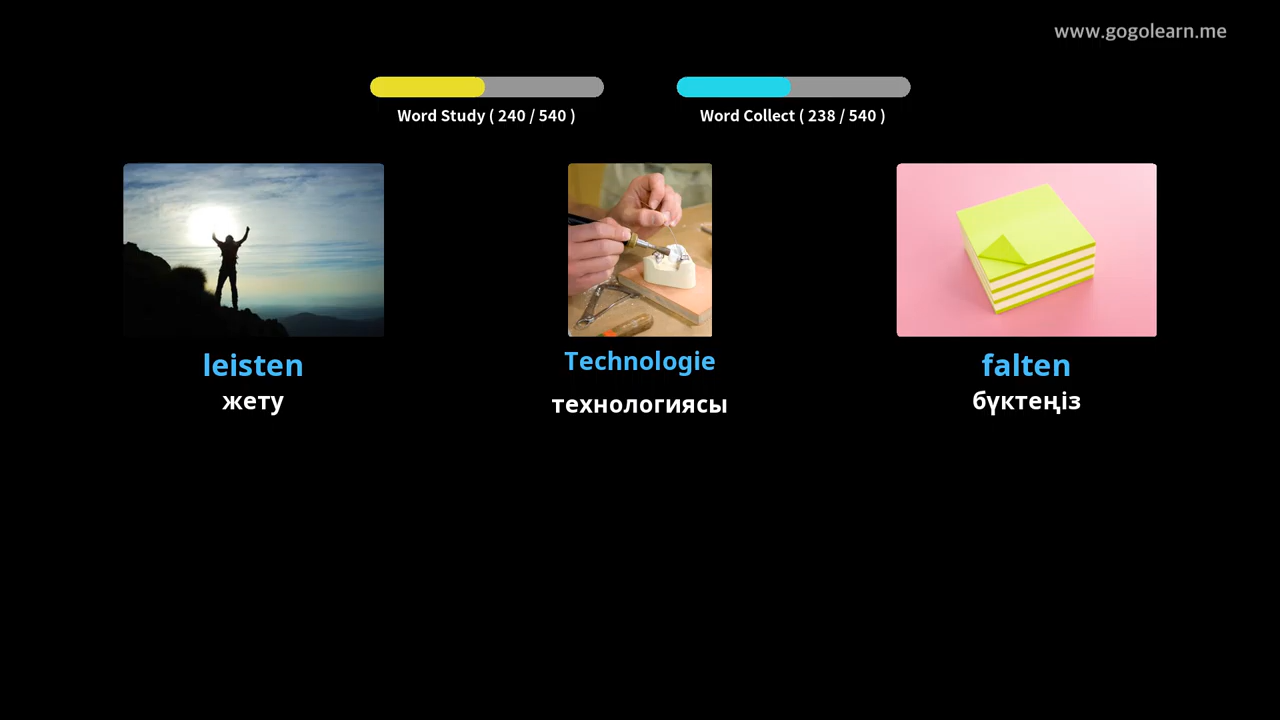 www.gogolearn.me
Word Study ( 240 / 540 )
Word Collect ( 238 / 540 )
leisten
жету
Technologie
технологиясы
falten
бүктеңіз